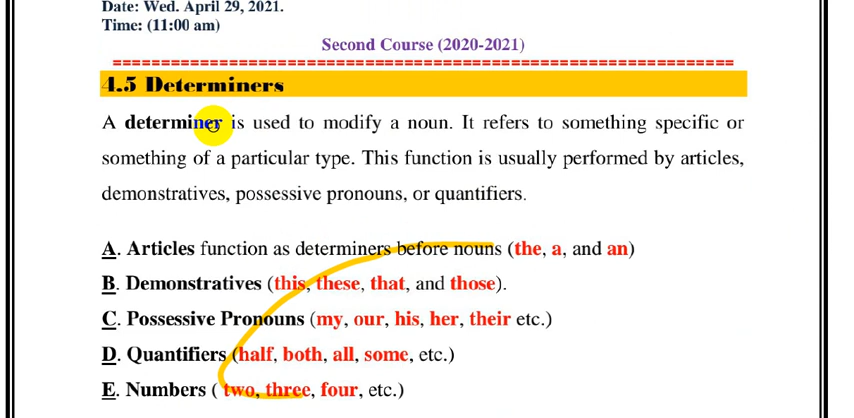 Date: Wed. April 29, 2021.
Time: (11:00 am)
Second Course (2020-2021)
==================================================================
4.5 Determiners
A determiner is used to modify a noun. It refers to something specific or
something of a particular type. This function is usually performed by articles,
demonstratives, possessive pronouns, or quantifiers.
A. Articles function as determiners before nouns (the, a, and an)
B. Demonstratives (this, these, that, and those).
C. Possessive Pronouns (my, our, his, her, their etc.)
D. Quantifiers (half, both, all, some, etc.)
E. Numbers ( two, three, four, etc.)